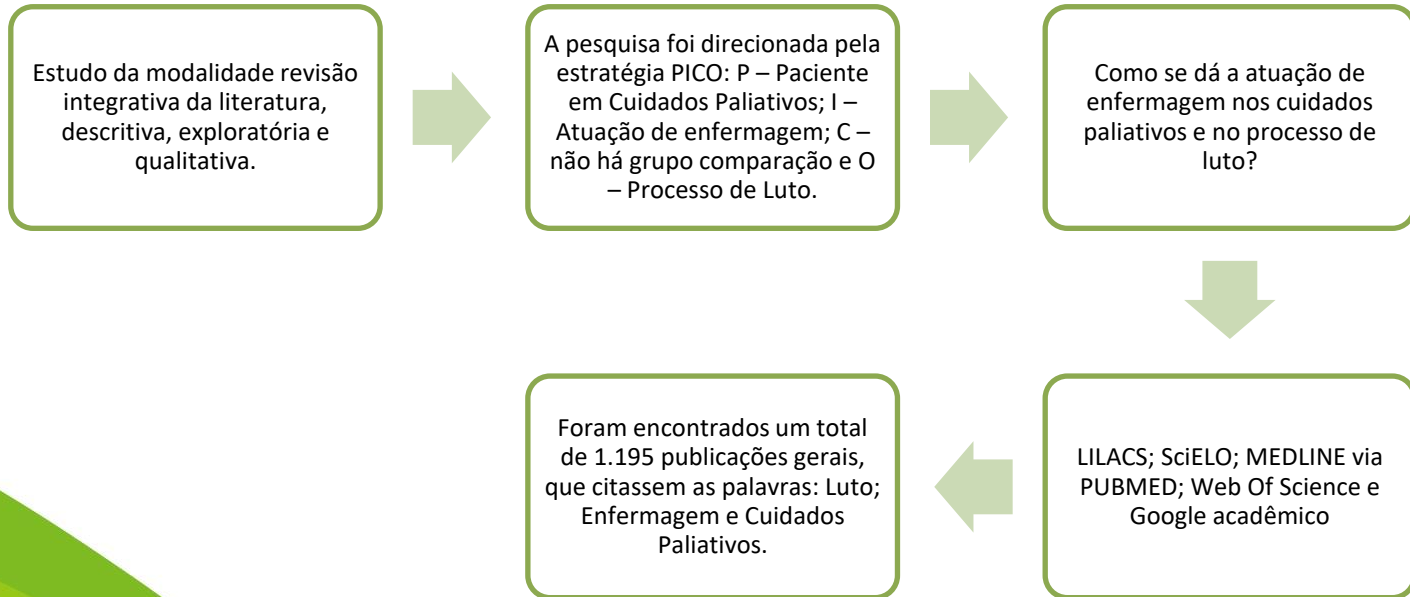 Estudo da modalidade revisão
integrativa da literatura,
descritiva, exploratória e
qualitativa.
A pesquisa foi direcionada pela
estratégia PICO: P – Paciente
em Cuidados Paliativos; I –
Atuação de enfermagem; C –
não há grupo comparação e O
– Processo de Luto.
Como se dá a atuação de
enfermagem nos cuidados
paliativos e no processo de
luto?
LILACS; SciELO; MEDLINE via
PUBMED; Web Of Science e
Google acadêmico
Foram encontrados um total
de 1.195 publicações gerais,
que citassem as palavras: Luto;
Enfermagem e Cuidados
Paliativos.